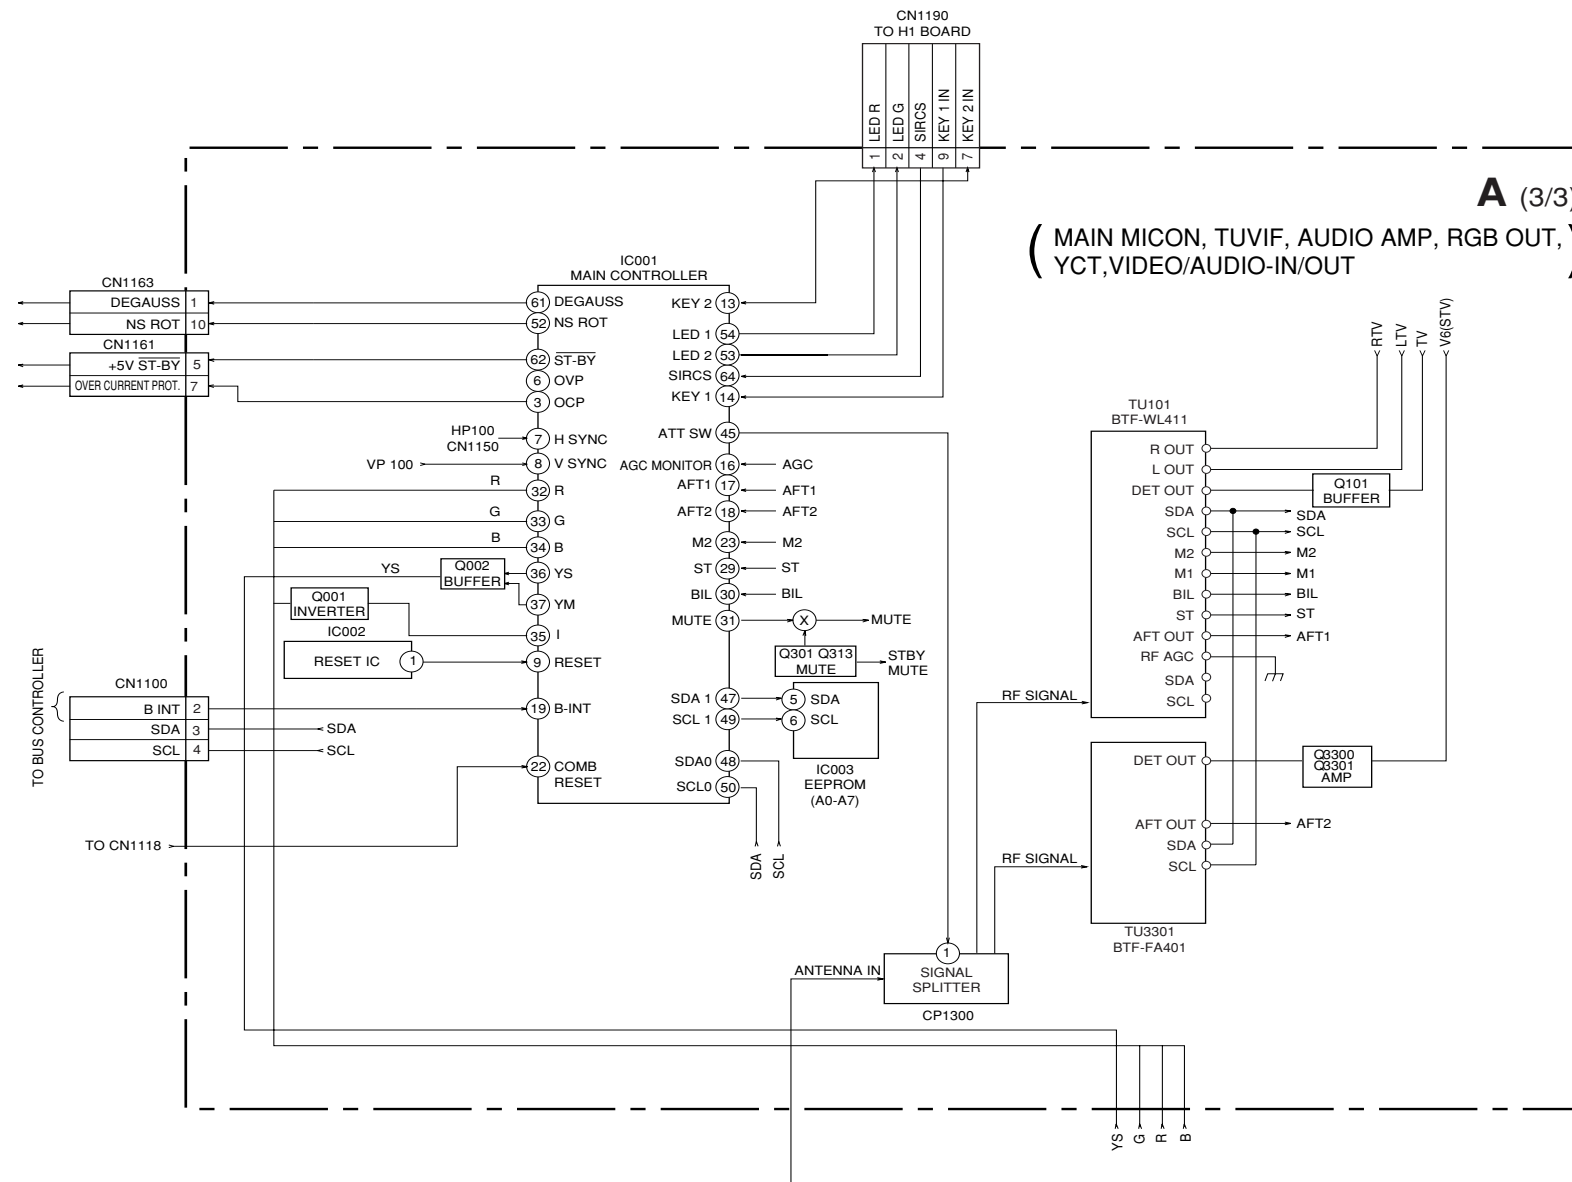 CN1190
TO H1 BOARD
1 LED R
2 LED G
4 SIRCS
9 KEY 1 IN
7 KEY 2 IN
A (3/3)
( MAIN MICON, TUVIF, AUDIO AMP, RGB OUT, )
YCT,VIDEO/AUDIO-IN/OUT
CN1163
DEGAUSS 1
NS ROT 10
CN1161
+5V ST-BY 5
OVER CURRENT PROT. 7
IC001
MAIN CONTROLLER
61 DEGAUSS
52 NS ROT
62 ST-BY
6 OVP
3 OCP
HP100
CN1150
7 H SYNC
VP 100
8 V SYNC
R
32 R
G
33 G
B
34 B
YS
Q002
BUFFER
36 YS
37 YM
Q001
INVERTER
35 I
IC002
RESET IC 1
9 RESET
TO BUS CONTROLLER
CN1100
B INT 2
SDA 3
SCL 4
SDA
SCL
19 B-INT
22 COMB
RESET
TO CN1118
KEY 2 13
LED 1 54
LED 2 53
SIRCS 64
KEY 1 14
ATT SW 45
AGC MONITOR 16 AGC
AFT1 17 AFT1
AFT2 18 AFT2
M2 23 M2
ST 29 ST
BIL 30 BIL
MUTE 31 X MUTE
Q301 Q313
MUTE
STBY
MUTE
SDA 1 47 5 SDA
SCL 1 49 6 SCL
SDA0 48
SCL0 50
IC003
EEPROM
(A0-A7)
SDA
SCL
RTV
LTV
TV
V6(STV)
TU101
BTF-WL411
R OUT
L OUT
DET OUT
Q101
BUFFER
SDA SDA
SCL SCL
M2 M2
M1 M1
BIL BIL
ST ST
AFT OUT AFT1
RF AGC
SDA
SCL
RF SIGNAL
DET OUT
Q3300
Q3301
AMP
AFT OUT AFT2
SDA
SCL
RF SIGNAL
TU3301
BTF-FA401
ANTENNA IN
1
SIGNAL
SPLITTER
CP1300
YS
G
R
B